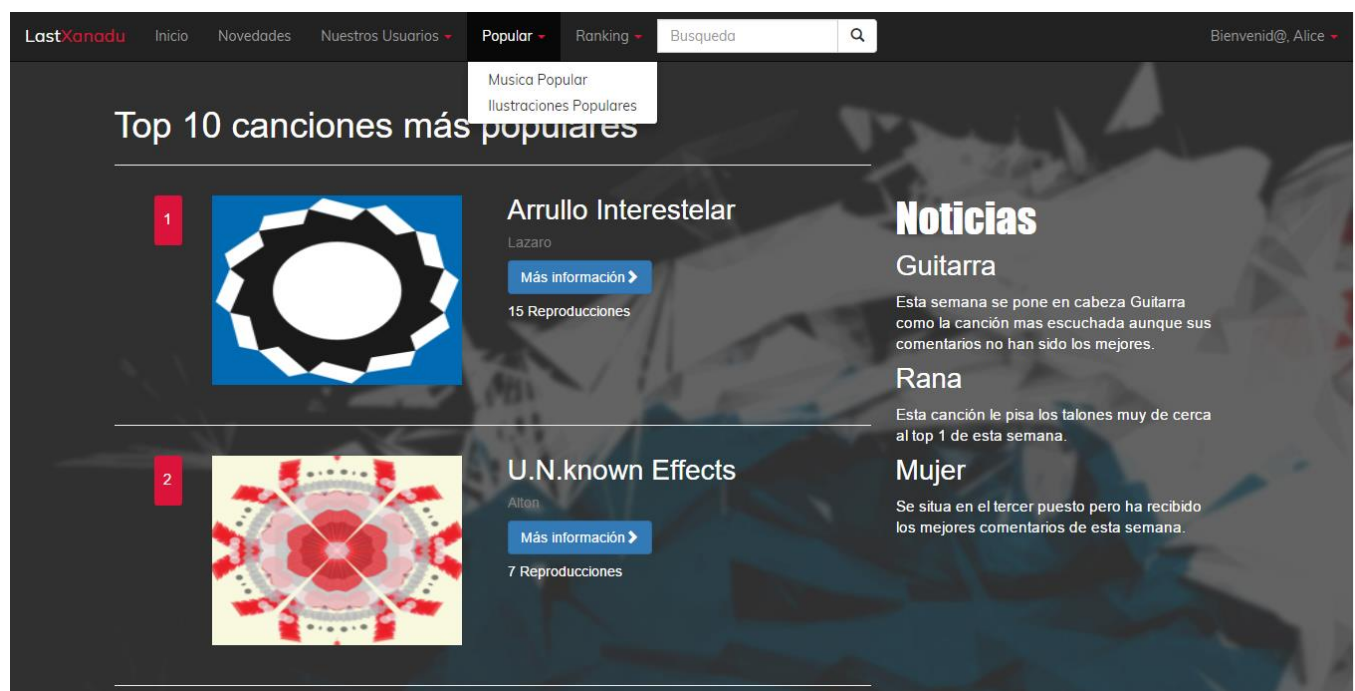 LastXanadu Inicio Novedades Nuestros Usuarios Popular Ranking Busqueda Bienvenid@, Alice
Musica Popular
Ilustraciones Populares
Top 10 canciones más populares
1
Arrullo Interestelar
Lazaro
Más información
15 Reproducciones
2
U.N.known Effects
Alton
Más información
7 Reproducciones
Noticias
Guitarra
Esta semana se pone en cabeza Guitarra
como la canción mas escuchada aunque sus
comentarios no han sido los mejores.
Rana
Esta canción le pisa los talones muy de cerca
al top 1 de esta semana.
Mujer
Se situa en el tercer puesto pero ha recibido
los mejores comentarios de esta semana.